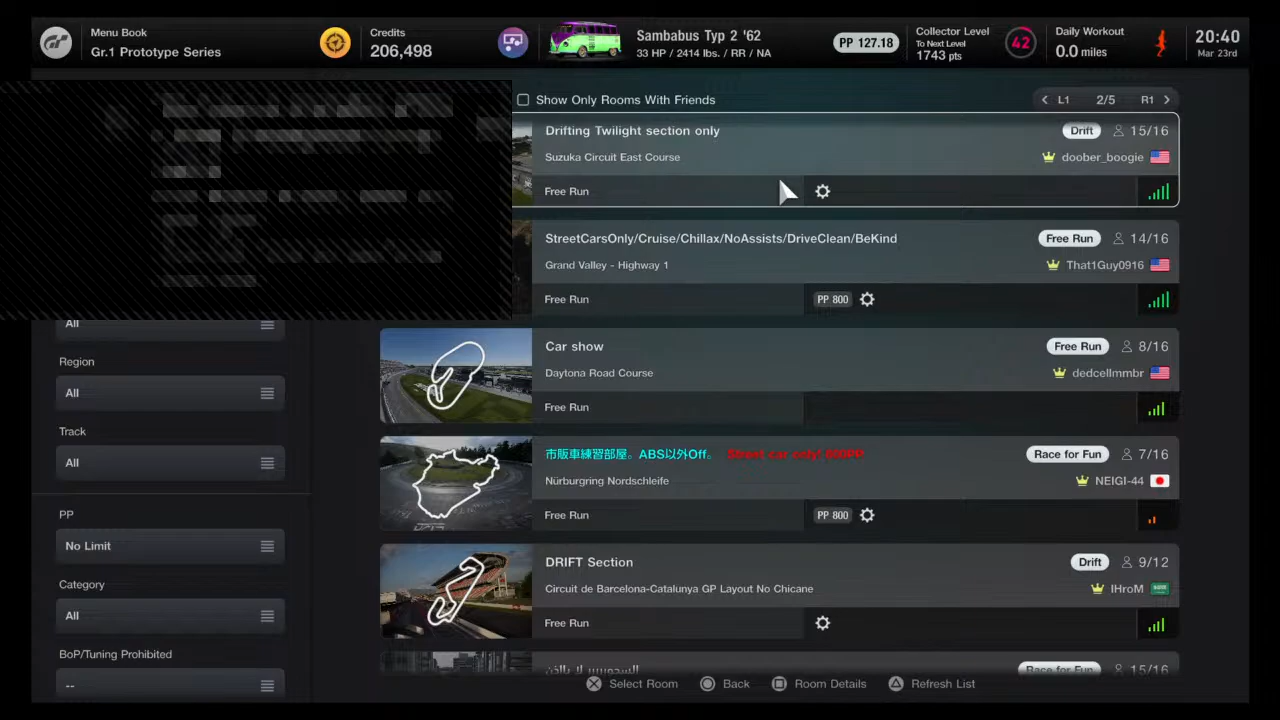 Menu Book
Gr.1 Prototype Series
Credits
206,498
Sambabus Typ 2 '62
33 HP / 2414 lbs. / RR / NA
PP 127.18
Collector Level
To Next Level
1743 pts
42
Daily Workout
0.0 miles
20:40
Mar 23rd
Show Only Rooms With Friends
L1 2/5 R1
Drifting Twilight section only
Drift 15/16
Suzuka Circuit East Course
doober_boogie
Free Run
StreetCarsOnly/Cruise/Chillax/NoAssists/DriveClean/BeKind
Free Run 14/16
Grand Valley - Highway 1
That1Guy0916
Free Run
PP 800
All
Region
All
Track
All
PP
No Limit
Category
All
BoP/Tuning Prohibited
--
Car show
Free Run 8/16
Daytona Road Course
dedcellmmbr
Free Run
市販車練習部屋。ABS以外Off。 Street car only! 800PP
Race for Fun 7/16
Nürburgring Nordschleife
NEIGI-44
Free Run
PP 800
DRIFT Section
Drift 9/12
Circuit de Barcelona-Catalunya GP Layout No Chicane
IHroM
Free Run
Race for Fun 15/16
Select Room Back Room Details Refresh List